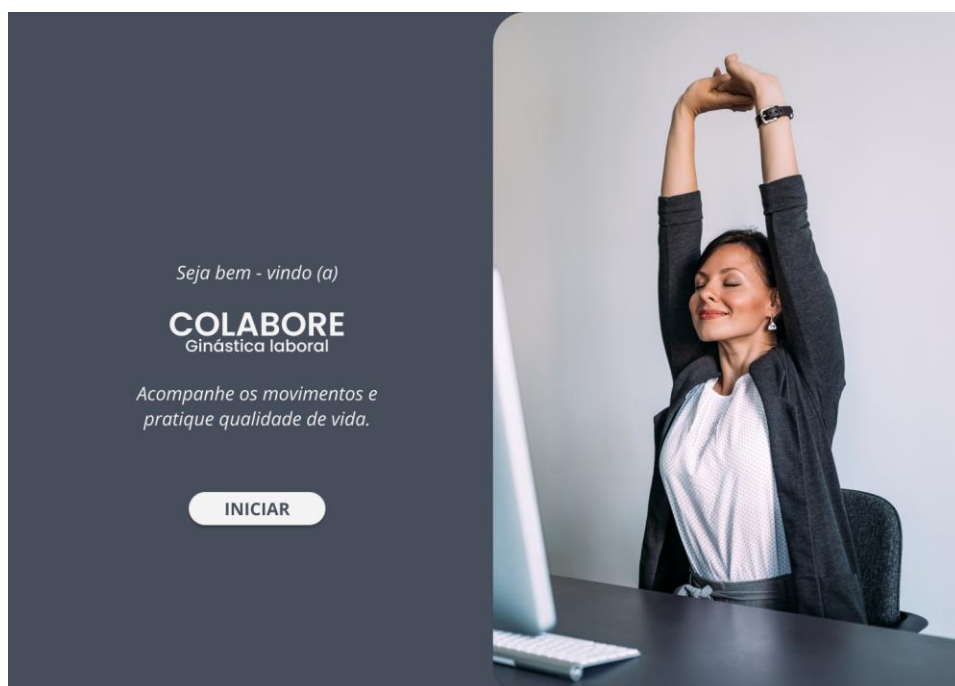 Seja bem - vindo (a)
COLABORE
Ginástica laboral
Acompanhe os movimentos e
pratique qualidade de vida.
INICIAR